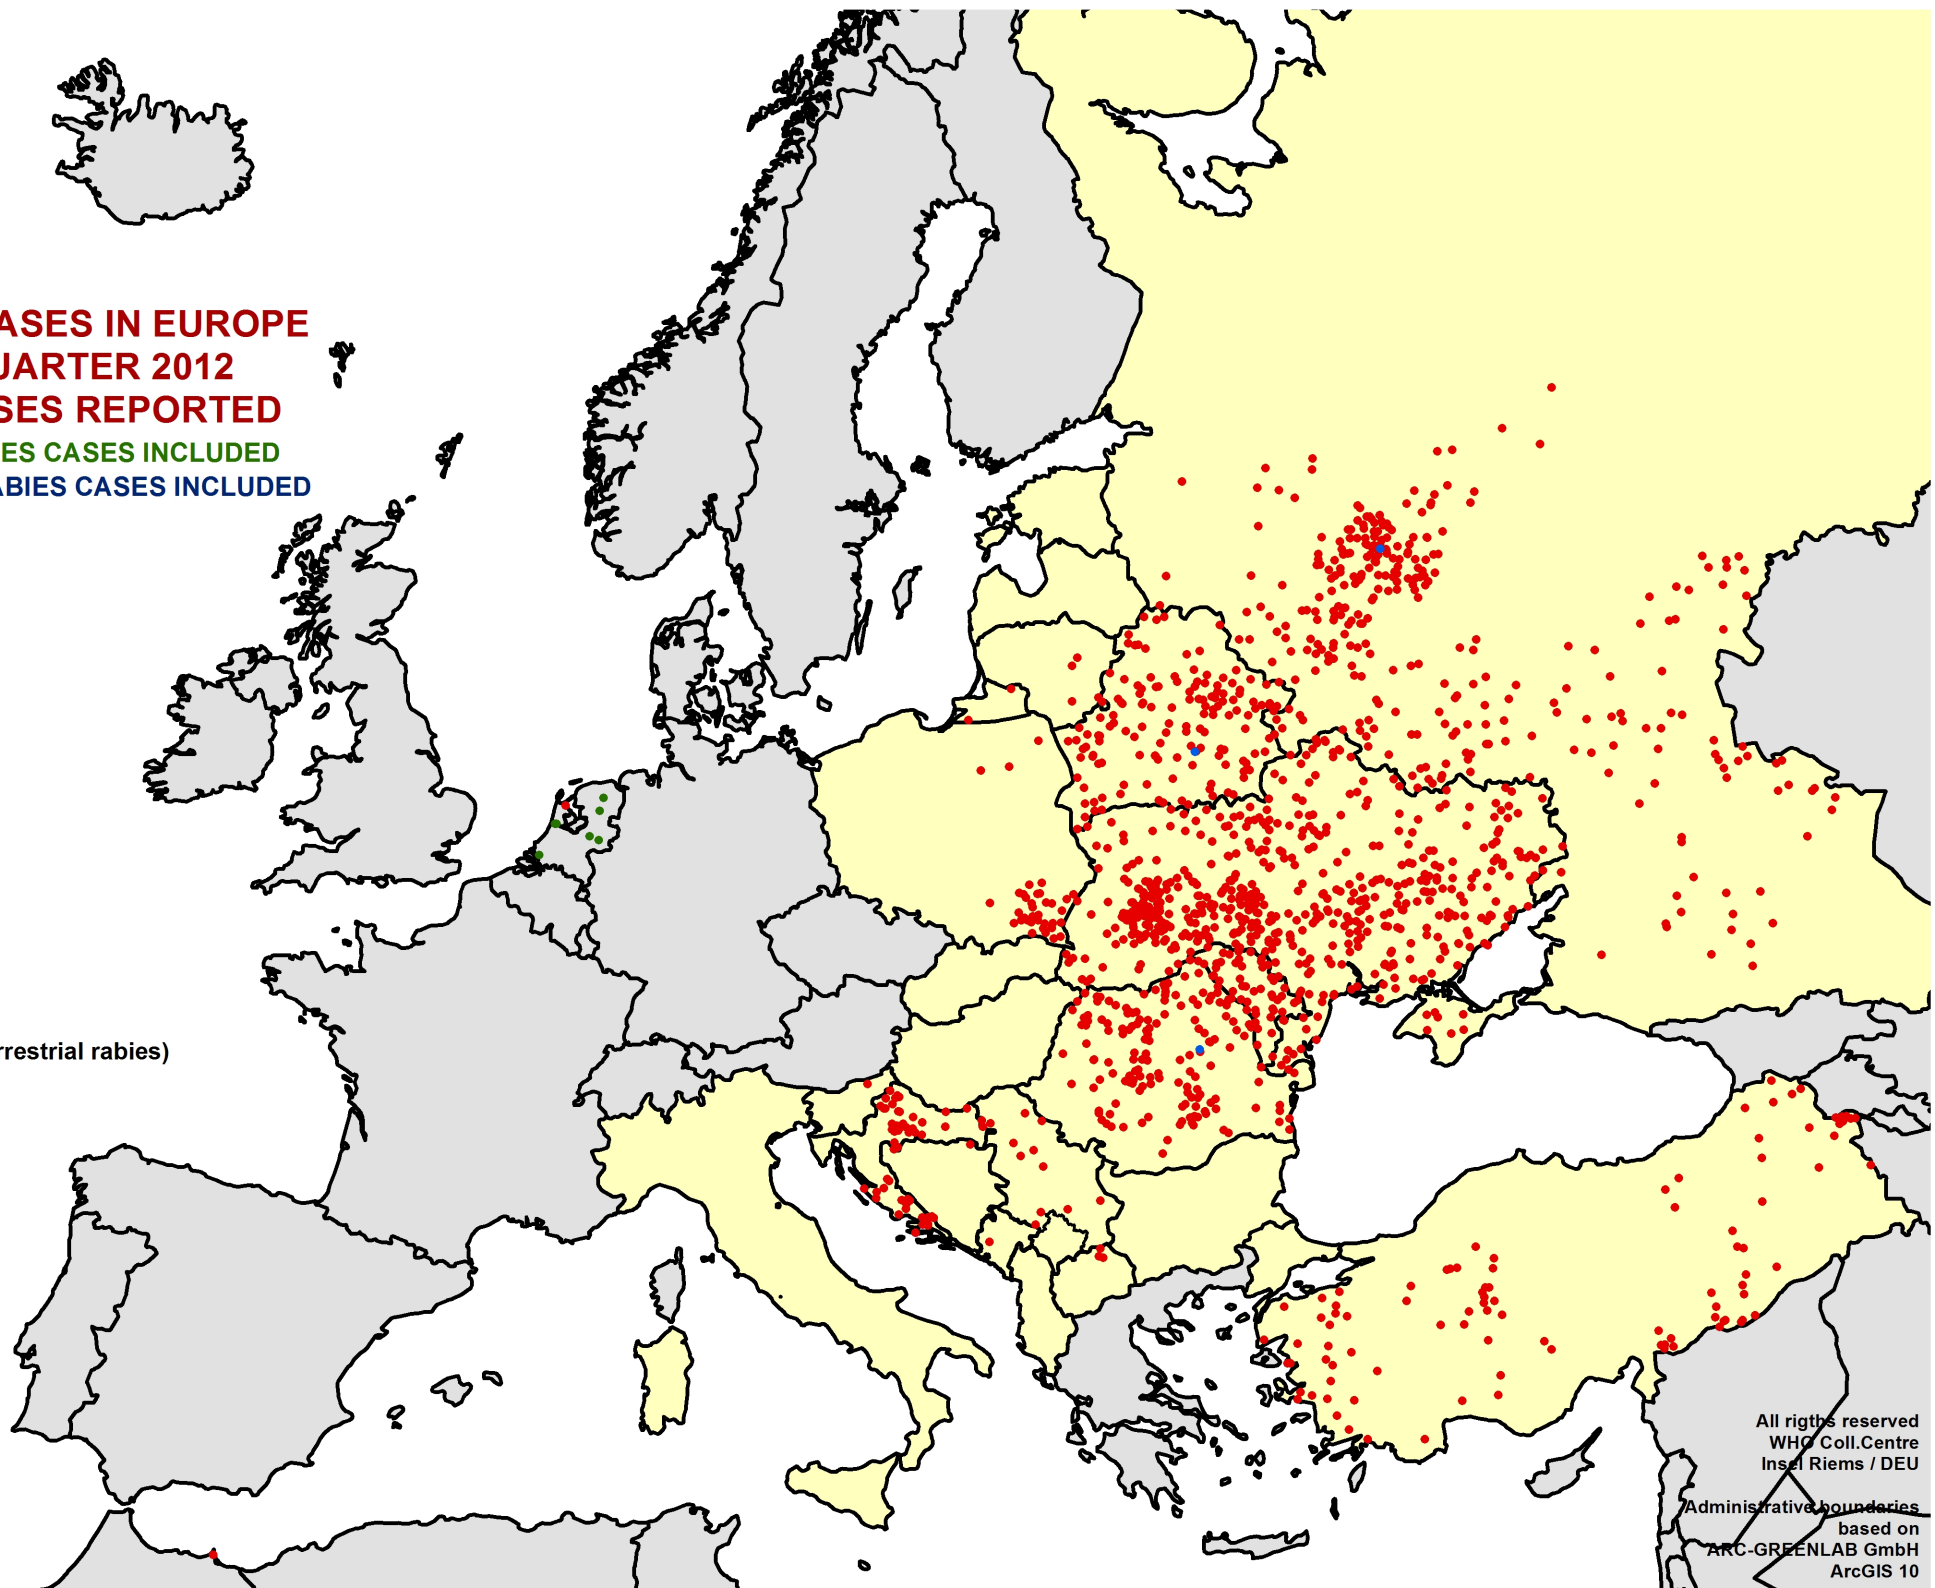 ASES IN EUROPE
UARTER 2012
SES REPORTED
ES CASES INCLUDED
ABIES CASES INCLUDED
rrestrial rabies)
All rigths reserved
WHO Coll.Centre
Insel Riems / DEU
Administrative boundaries
based on
ARC-GREENLAB GmbH
ArcGIS 10